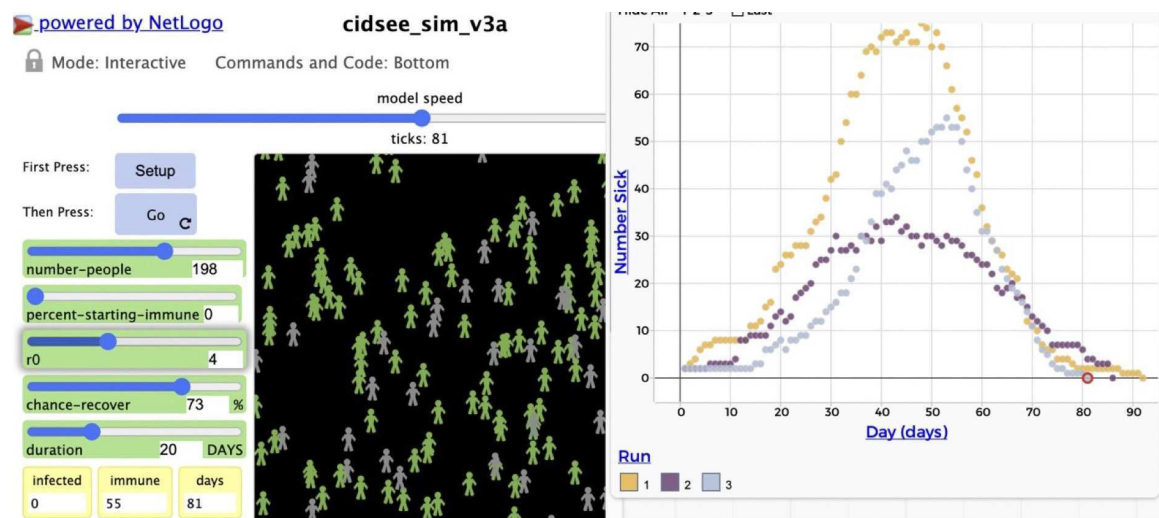 powered by NetLogo
cidsee_sim_v3a
Mode: Interactive Commands and Code: Bottom
model speed
ticks: 81
First Press: Setup
Then Press: Go
number-people 198
percent-starting-immune 0
r0 4
chance-recover 73 %
duration 20 DAYS
infected immune days
0 55 81
70
60
50
40
30
20
10
0
Number Sick
0 10 20 30 40 50 60 70 80 90
Day (days)
Run
1 2 3